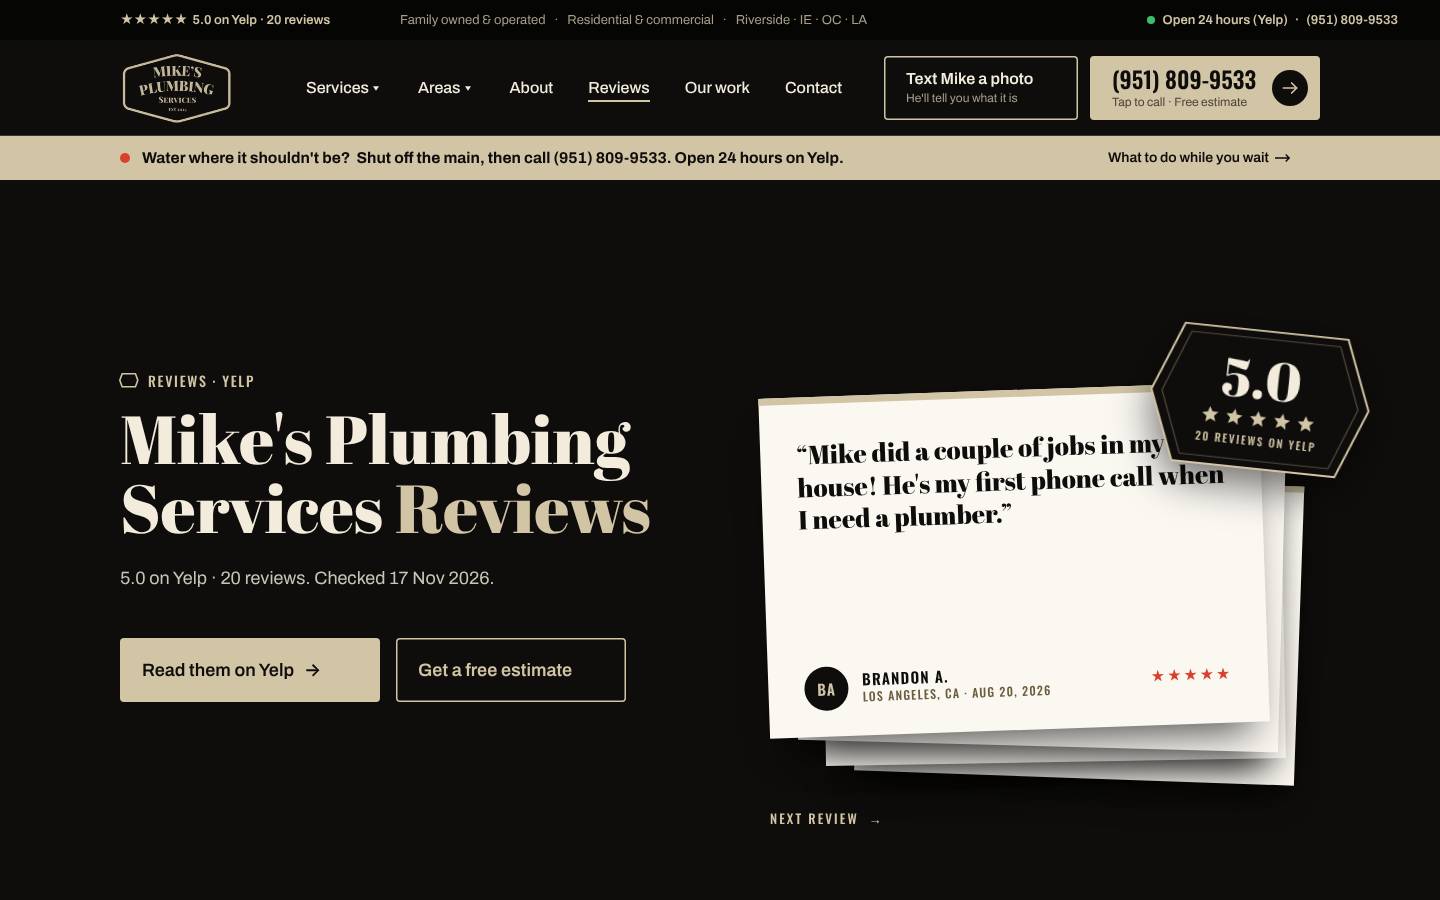 ★★★★★ 5.0 on Yelp · 20 reviews
Family owned & operated · Residential & commercial · Riverside · IE · OC · LA
Open 24 hours (Yelp) · (951) 809-9533
MIKE'S
PLUMBING
SERVICES
Services ▾
Areas ▾
About
Reviews
Our work
Contact
Text Mike a photo
He'll tell you what it is
(951) 809-9533
Tap to call · Free estimate
Water where it shouldn't be? Shut off the main, then call (951) 809-9533. Open 24 hours on Yelp.
What to do while you wait →
REVIEWS · YELP
Mike's Plumbing
Services Reviews
5.0 on Yelp · 20 reviews. Checked 17 Nov 2026.
Read them on Yelp →
Get a free estimate
5.0
★★★★★
20 REVIEWS ON YELP
“Mike did a couple of jobs in my
house! He's my first phone call when
I need a plumber.”
BA
BRANDON A.
LOS ANGELES, CA · AUG 20, 2026
★★★★★
NEXT REVIEW →